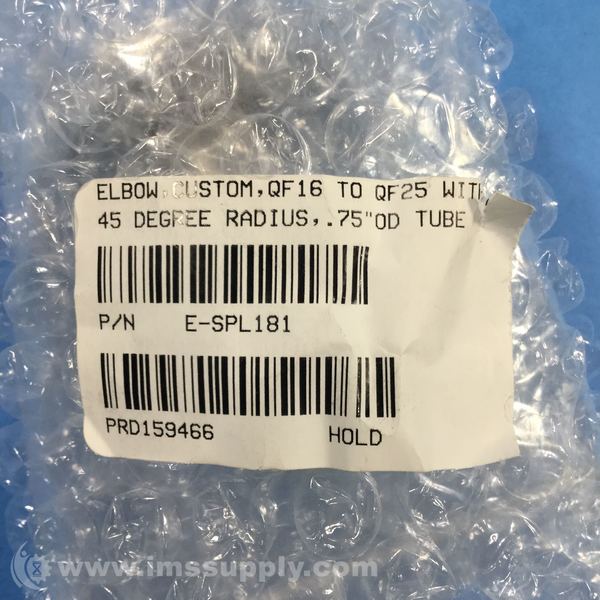 ELBOW,CUSTOM,QF16 TO QF25 WITH
45 DEGREE RADIUS,.75"OD TUBE
P/N E-SPL181
PRD159466 HOLD
www.imssupply.com